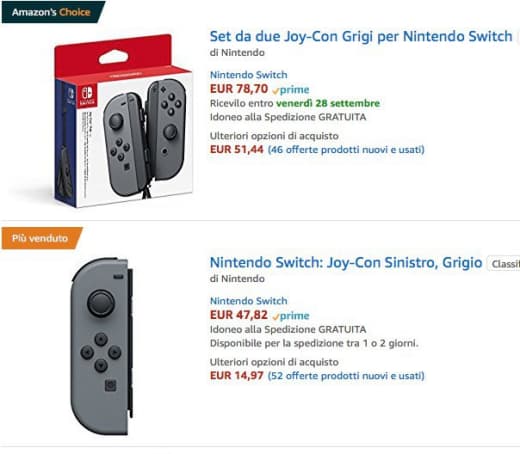 Amazon's Choice
Set da due Joy-Con Grigi per Nintendo Switch
di Nintendo
Nintendo Switch
EUR 78,70 prime
Ricevilo entro venerdì 28 settembre
Idoneo alla Spedizione GRATUITA
Ulteriori opzioni di acquisto
EUR 51,44 (46 offerte prodotti nuovi e usati)
Più venduto
Nintendo Switch: Joy-Con Sinistro, Grigio Classif
di Nintendo
Nintendo Switch
EUR 47,82 prime
Idoneo alla Spedizione GRATUITA
Disponibile per la spedizione tra 1 o 2 giorni.
Ulteriori opzioni di acquisto
EUR 14,97 (52 offerte prodotti nuovi e usati)